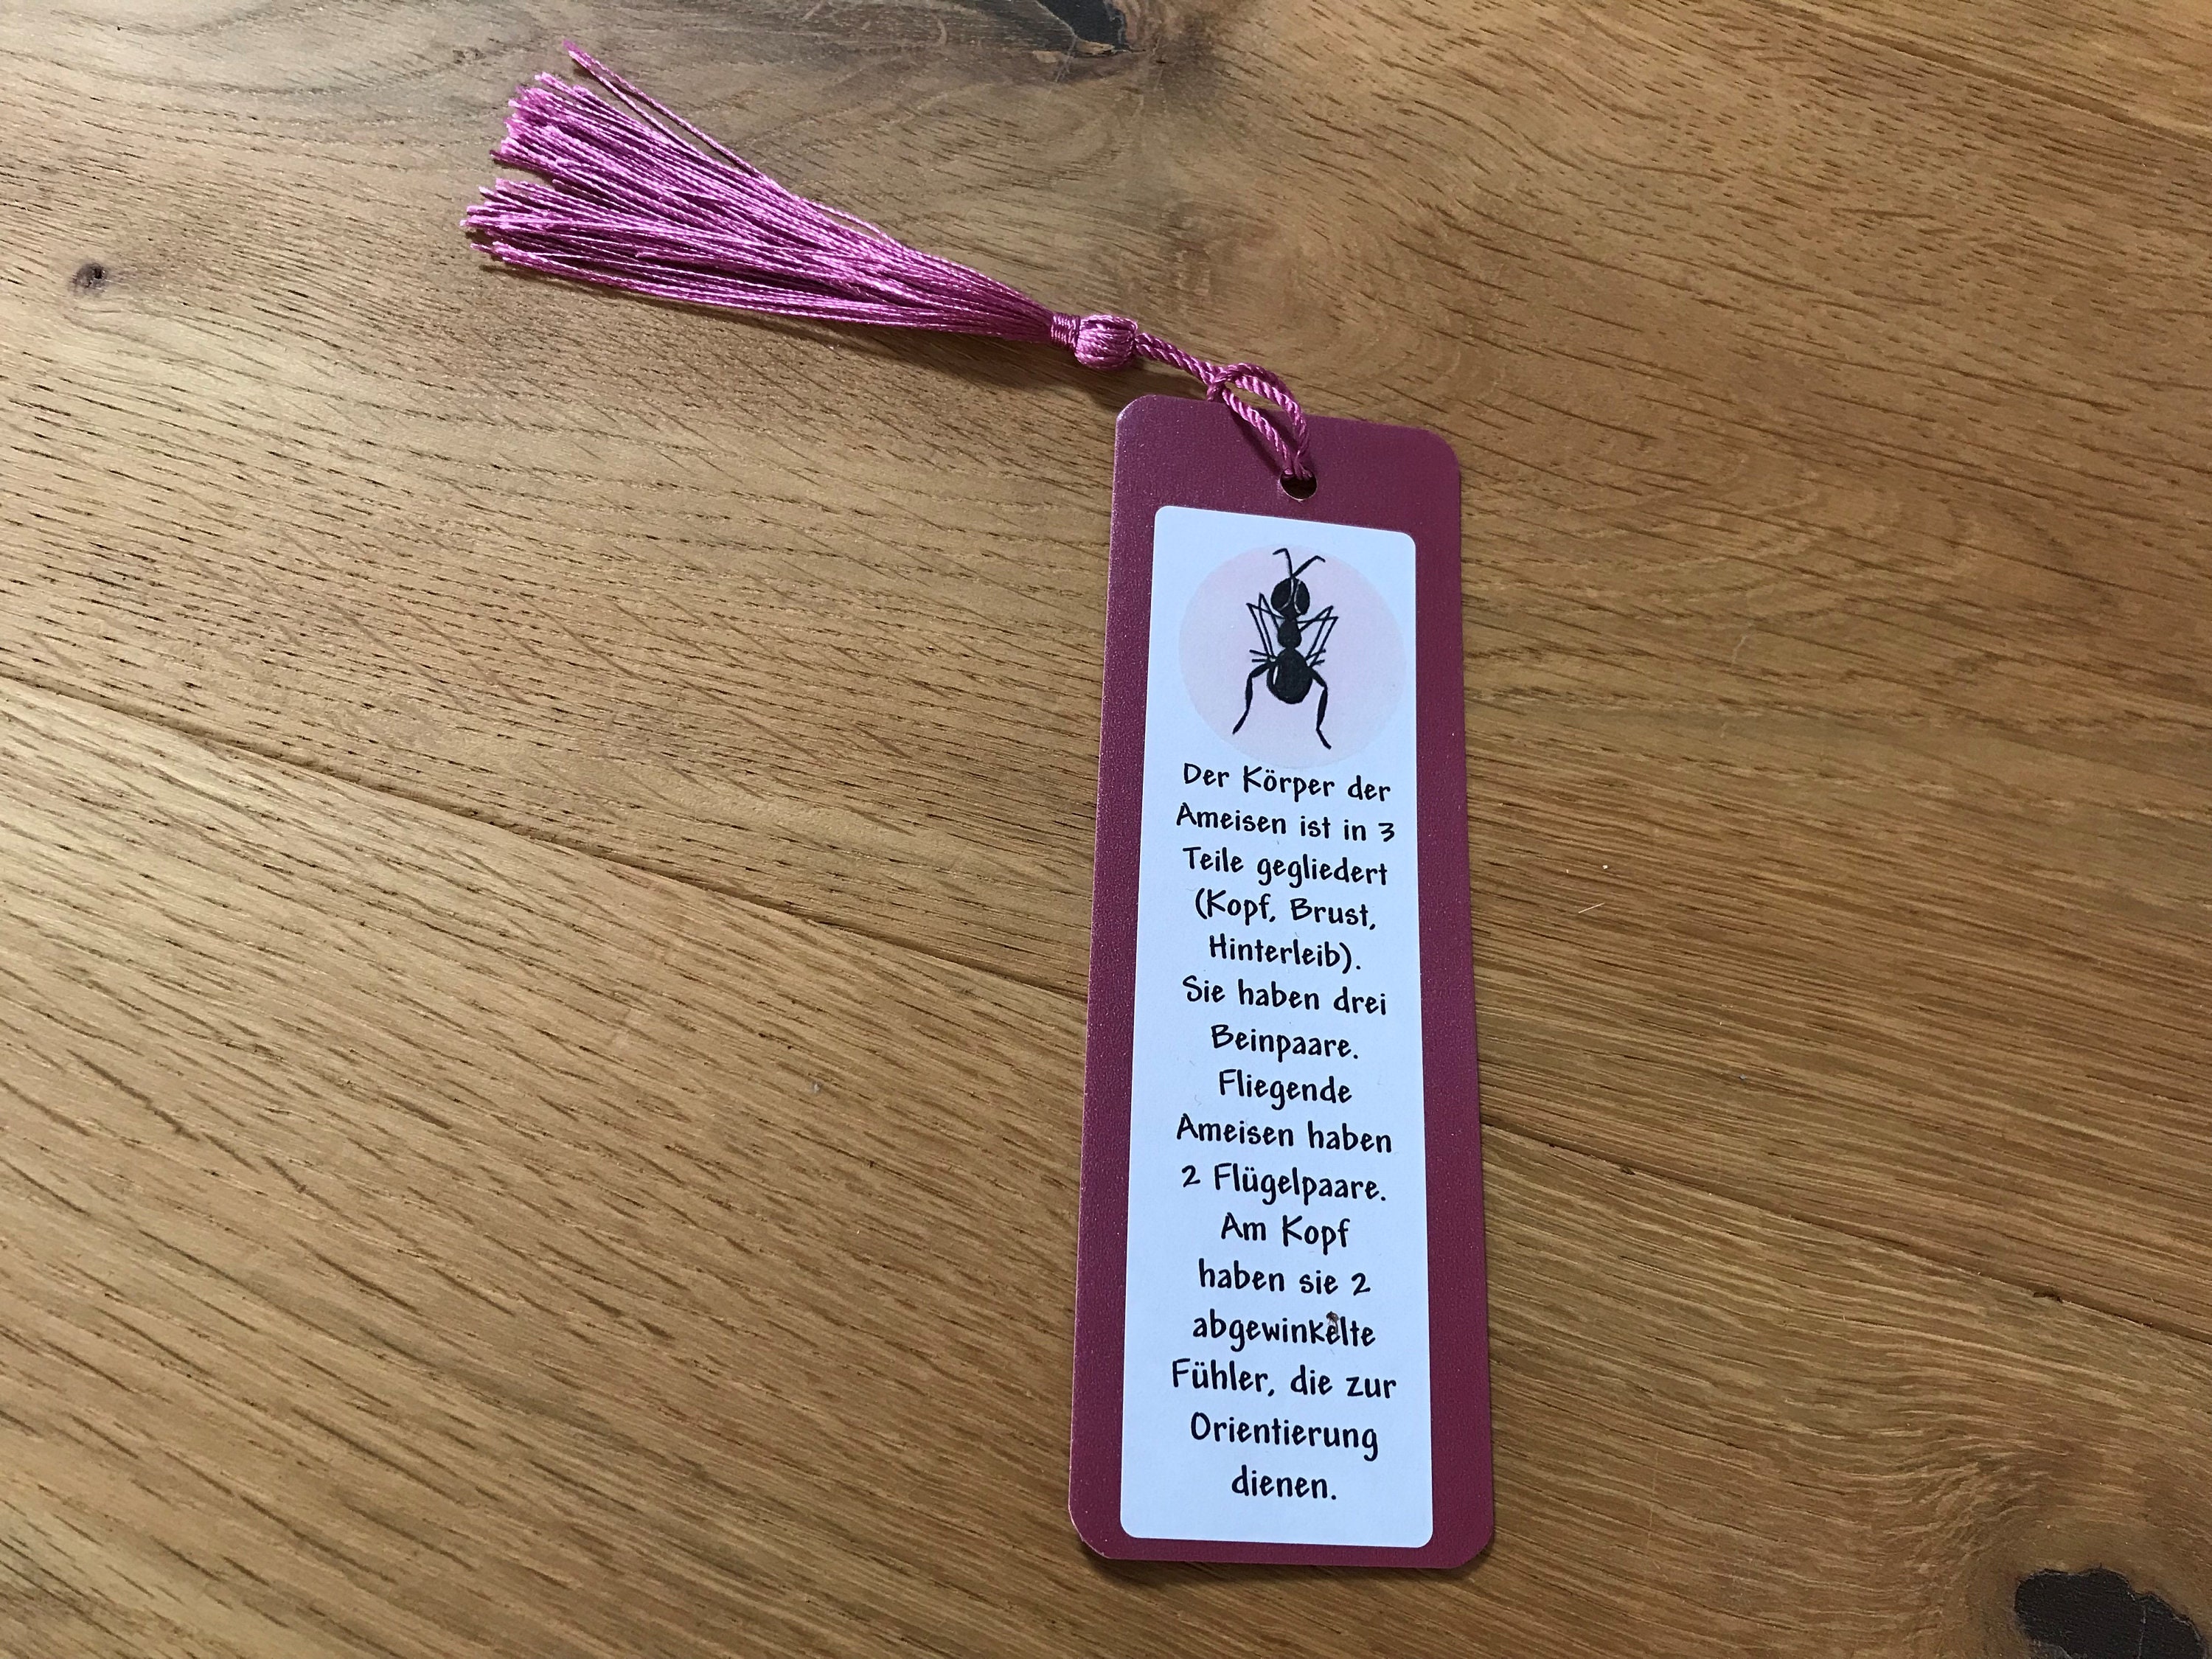 Der Körper der
Ameisen ist in 3
Teile gegliedert
(Kopf, Brust,
Hinterleib).
Sie haben drei
Beinpaare.
Fliegende
Ameisen haben
2 Flügelpaare.
Am Kopf
haben sie 2
abgewinkelte
Fühler, die zur
Orientierung
dienen.